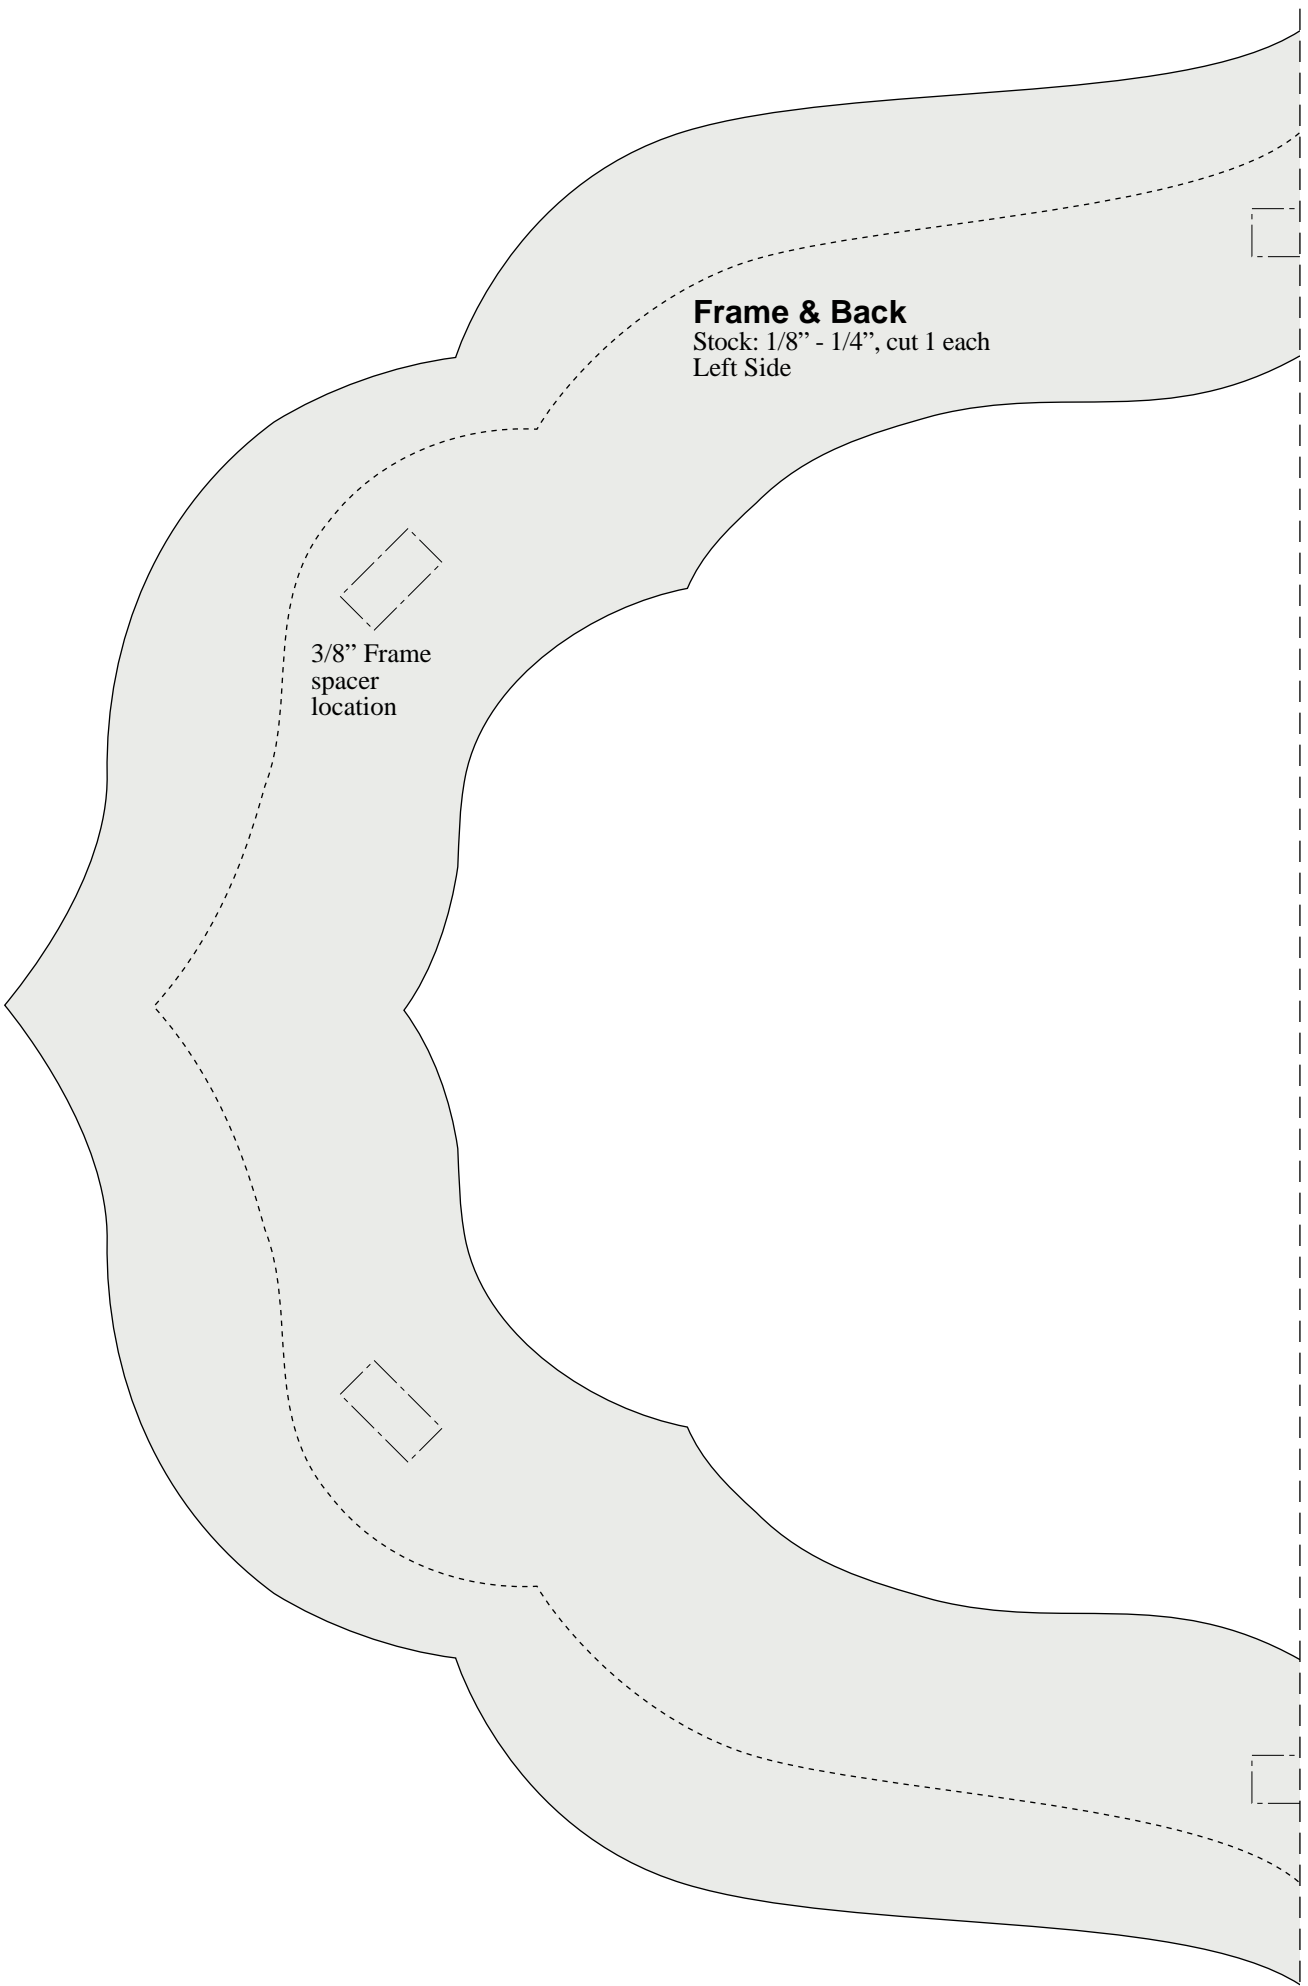 Frame & Back
Stock: 1/8” - 1/4”, cut 1 each
Left Side
3/8” Frame
spacer
location